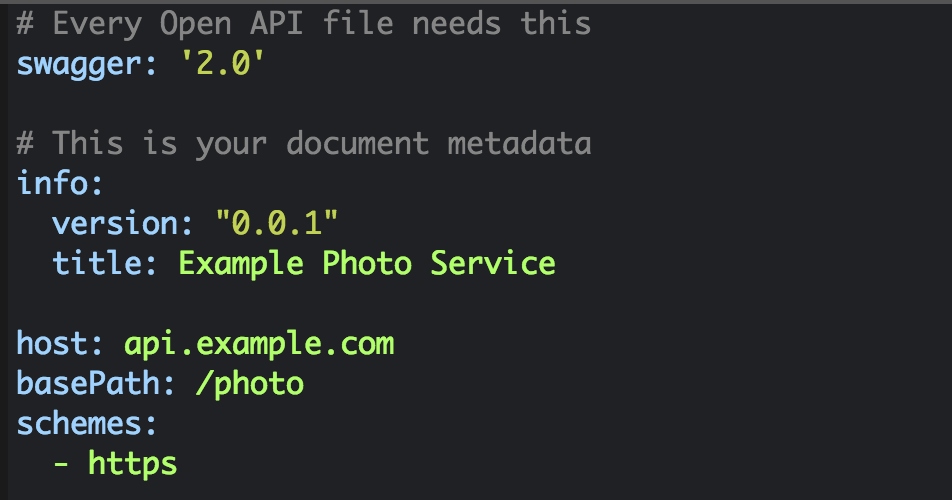 # Every Open API file needs this
swagger: '2.0'
# This is your document metadata
info:
  version: "0.0.1"
  title: Example Photo Service
host: api.example.com
basePath: /photo
schemes:
  - https